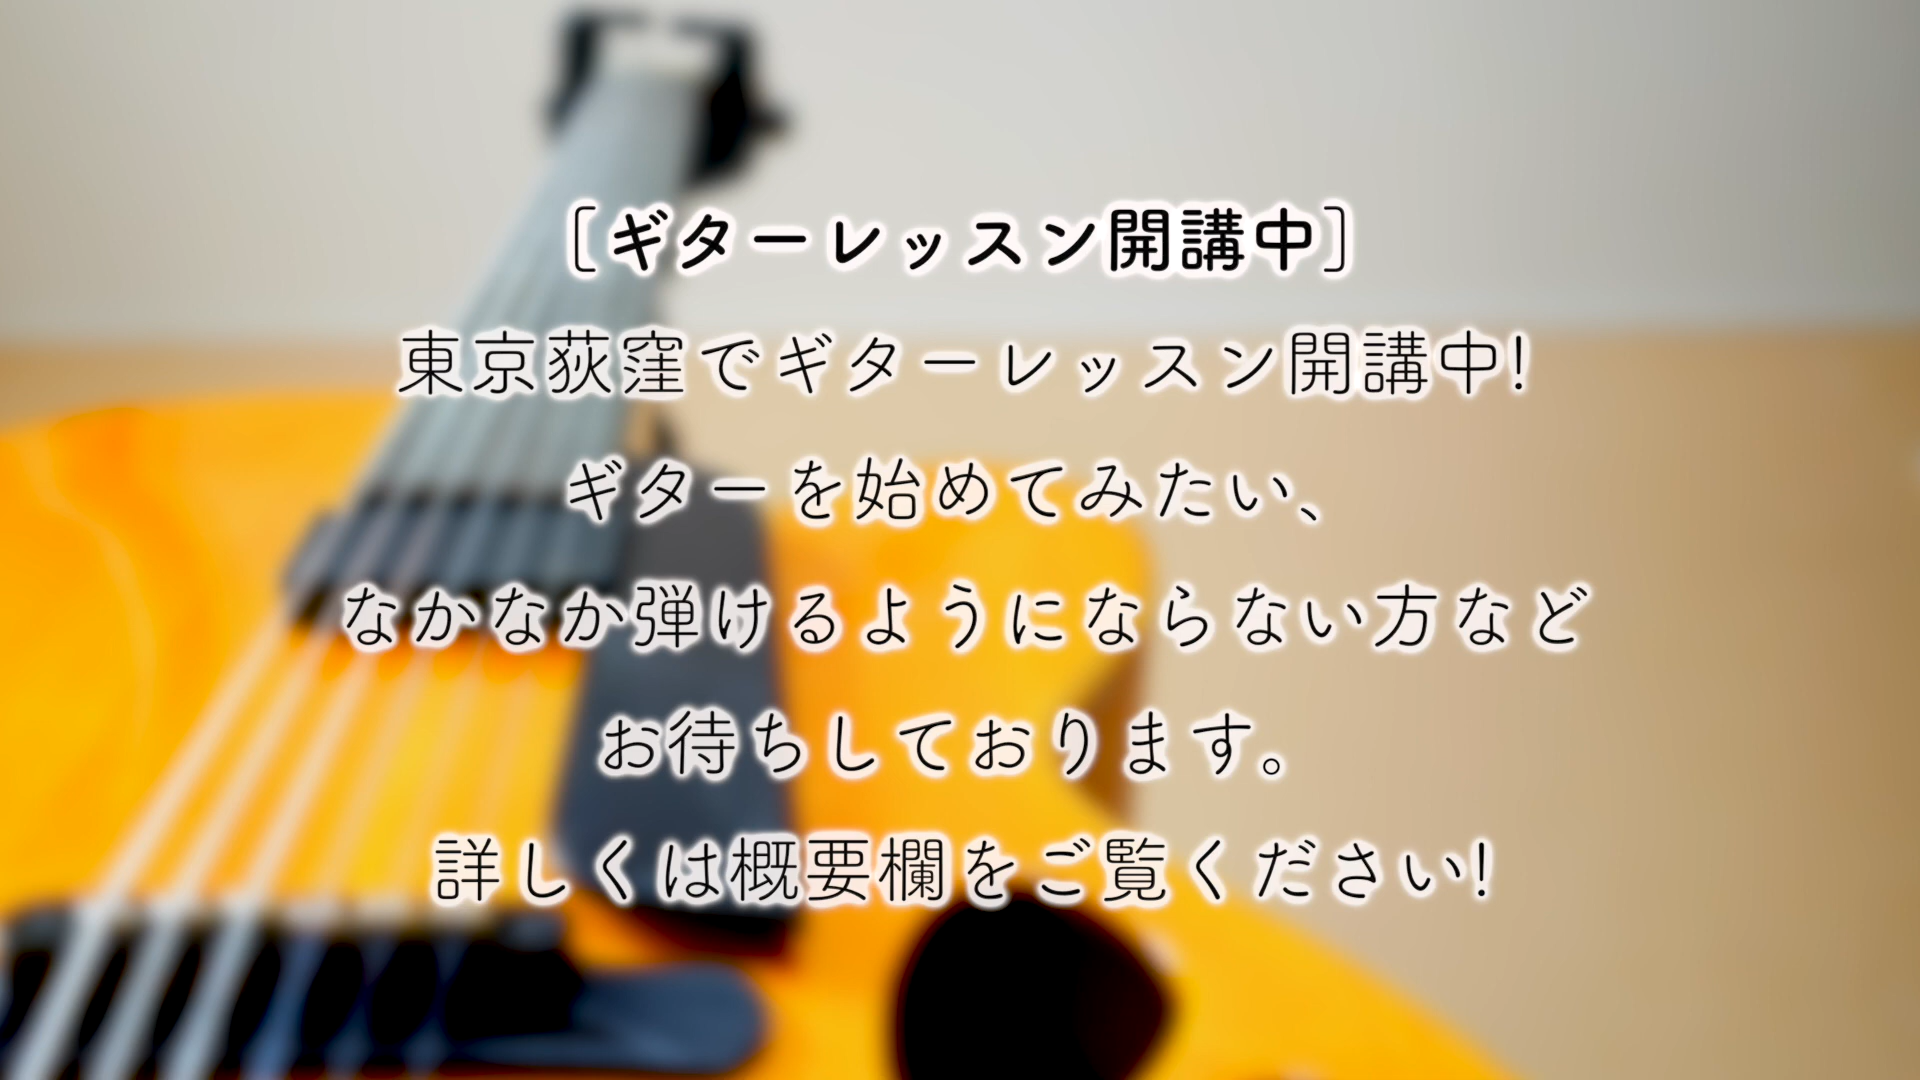 [ギターレッスン開講中]
東京荻窪でギターレッスン開講中!
ギターを始めてみたい、
なかなか弾けるようにならない方など
お待ちしております。
詳しくは概要欄をご覧ください!